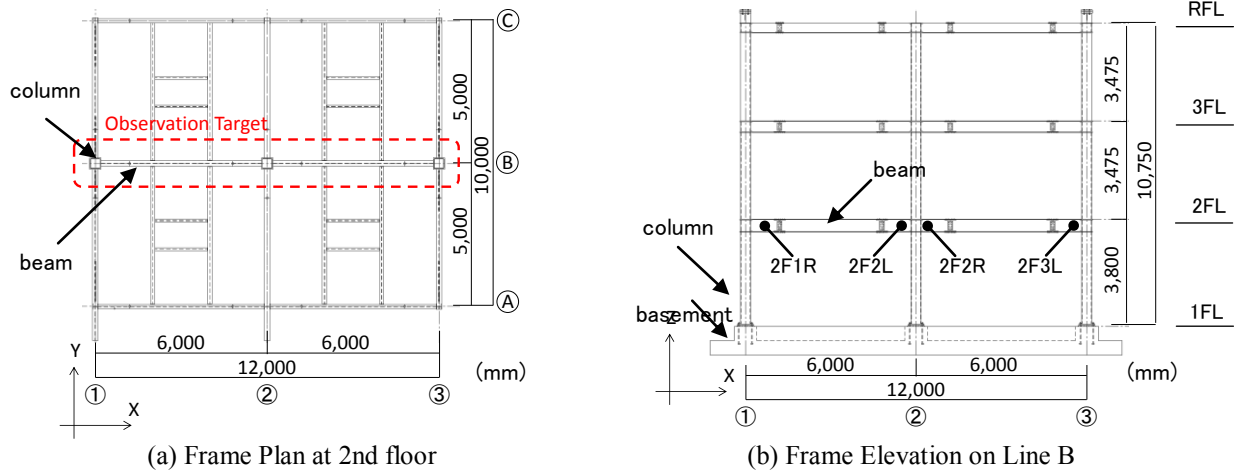 column
Observation Target
beam
5,000
5,000
10,000
Ⓒ
Ⓑ
Ⓐ
6,000
6,000
12,000
(mm)
Y
X
①
②
③
(a) Frame Plan at 2nd floor
RFL
3FL
2FL
1FL
3,475
3,475
3,800
10,750
beam
column
2F1R
2F2L
2F2R
2F3L
basement
Z
X
6,000
6,000
12,000
(mm)
①
②
③
(b) Frame Elevation on Line B